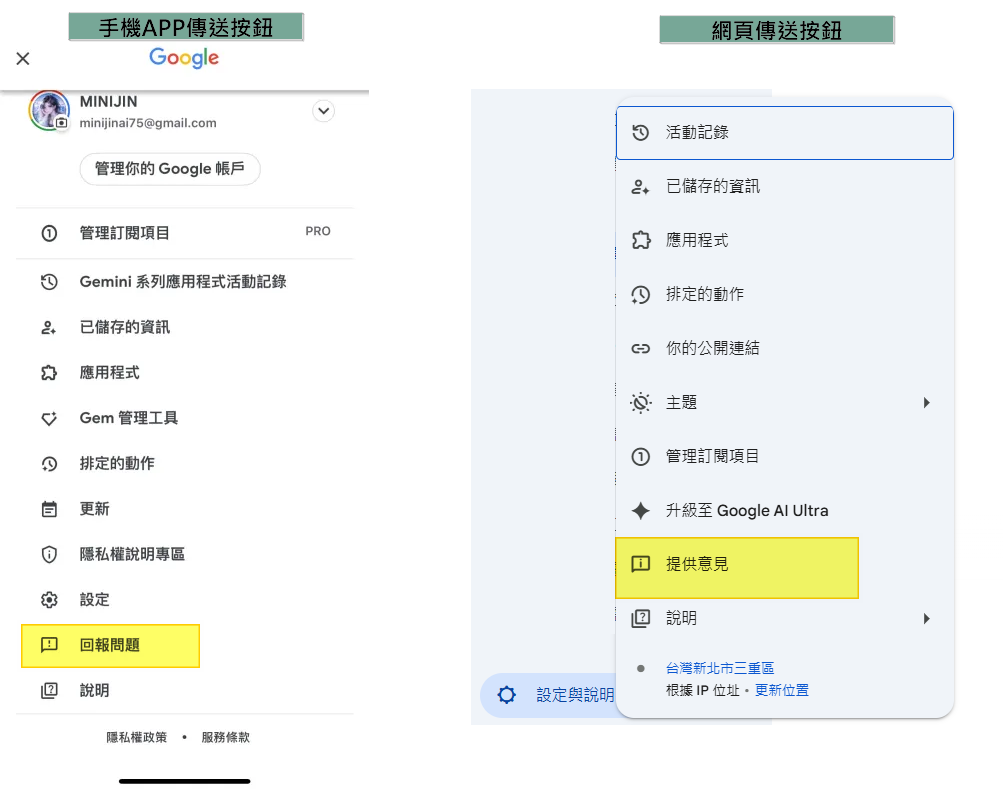 手機APP傳送按鈕
Google
MINIJIN
minijinai75@gmail.com
管理你的 Google 帳戶
管理訂閱項目
PRO
Gemini 系列應用程式活動記錄
已儲存的資訊
應用程式
Gem 管理工具
排定的動作
更新
隱私權說明專區
設定
回報問題
說明
隱私權政策 • 服務條款
網頁傳送按鈕
活動記錄
已儲存的資訊
應用程式
排定的動作
你的公開連結
主題
管理訂閱項目
升級至 Google AI Ultra
提供意見
說明
台灣新北市三重區
根據 IP 位址 • 更新位置
設定與說明